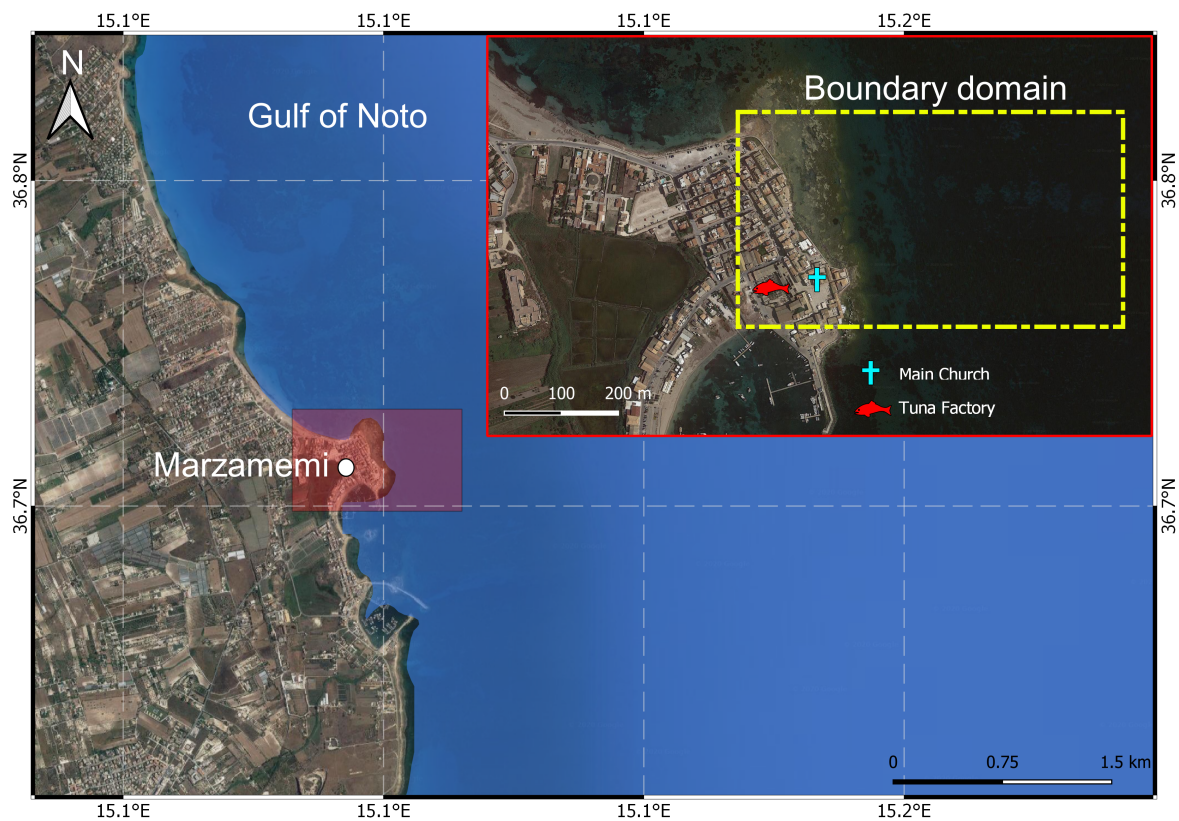 15.1°E 15.1°E 15.1°E 15.2°E
N
Gulf of Noto
Boundary domain
36.8°N
36.8°N
0 100 200 m
Main Church
Tuna Factory
Marzamemi
36.7°N
36.7°N
0 0.75 1.5 km
15.1°E 15.1°E 15.1°E 15.2°E